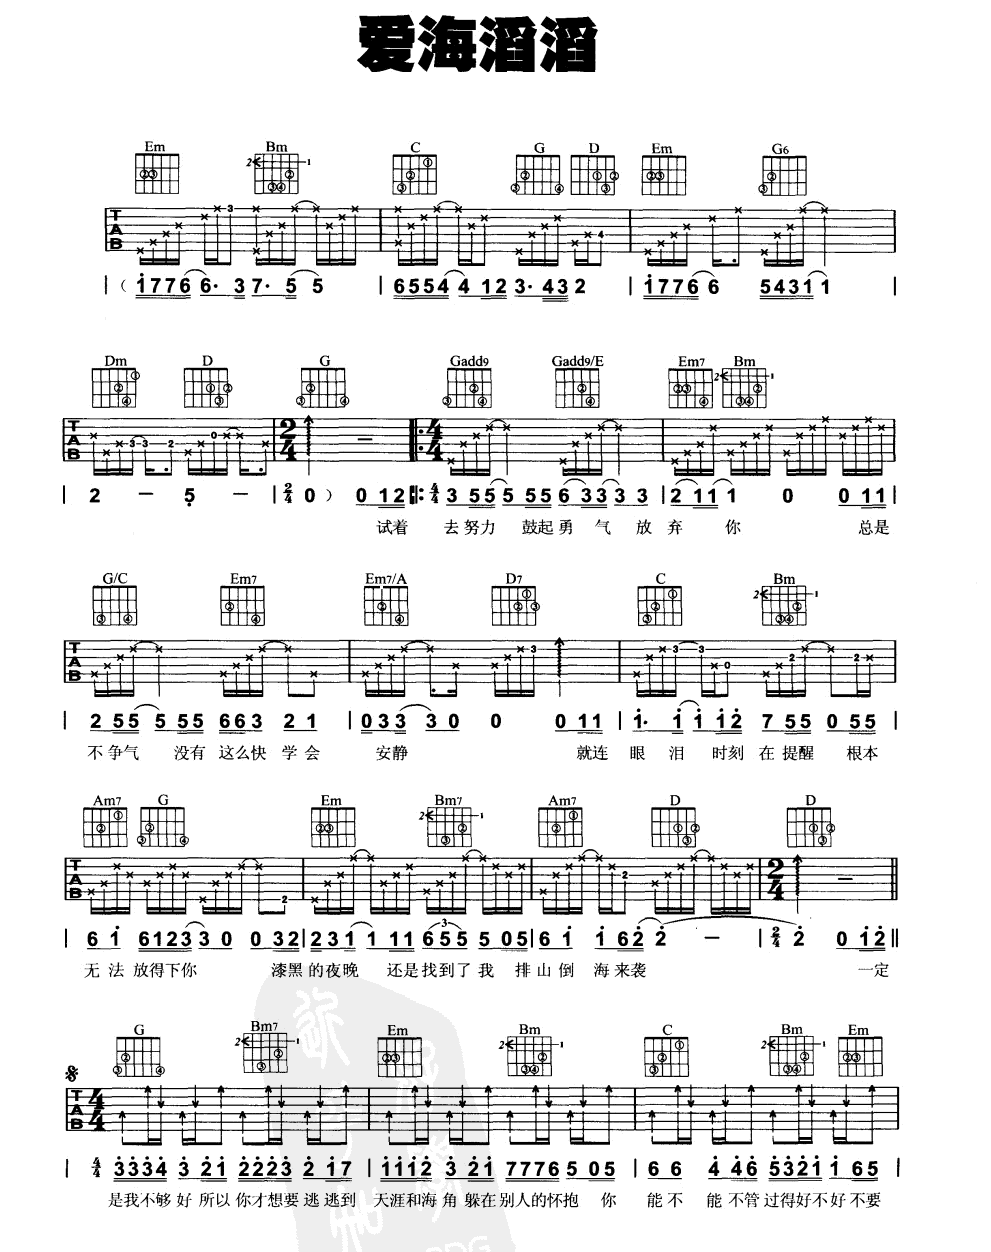 爱海滔滔
Em Bm C G D Em G6
( 1776 6· 3 7· 5 5 | 6554 4 12 3· 43 2 | 1776 6 54311 |
Dm D G Gadd9 Gadd9/E Em7 Bm
| 2 － 5 － | 2/4 0 ) 0 12 |: 4/4 3 55 5 55 6 33 3 3 | 2 11 1 0 0 11 |
试着 去努力 鼓起勇气放弃你 总是
G/C Em7 Em7/A D7 C Bm
| 2 55 5 55 663 21 | 033 30 0 0 11 | 1· 1 1 12 7 55 0 55
不争气 没有 这么快 学会 安静 就连 眼泪 时刻 在提醒 根本
Am7 G Em Bm7 Am7 D D
| 6 1 6123 3 0 0 32 | 231 1 11 655 5 05 | 6 1 1 62 2 － | 2/4 2 0 12 ||
无法 放得下你 漆黑的夜晚 还是找到了我 排山倒 海来袭 一定
G Bm7 Em Bm C Bm Em
| 4/4 3334 3 21 2223 2 17 | 1112 3 21 7776 5 05 | 6 6 4 46 5321 1 65 |
是我不够好所以你才想要逃逃到 天涯和海角躲在别人的怀抱 你 能不 能不管过得好不好不要